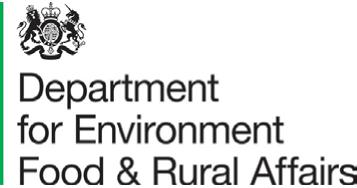 Department
for Environment
Food & Rural Affairs